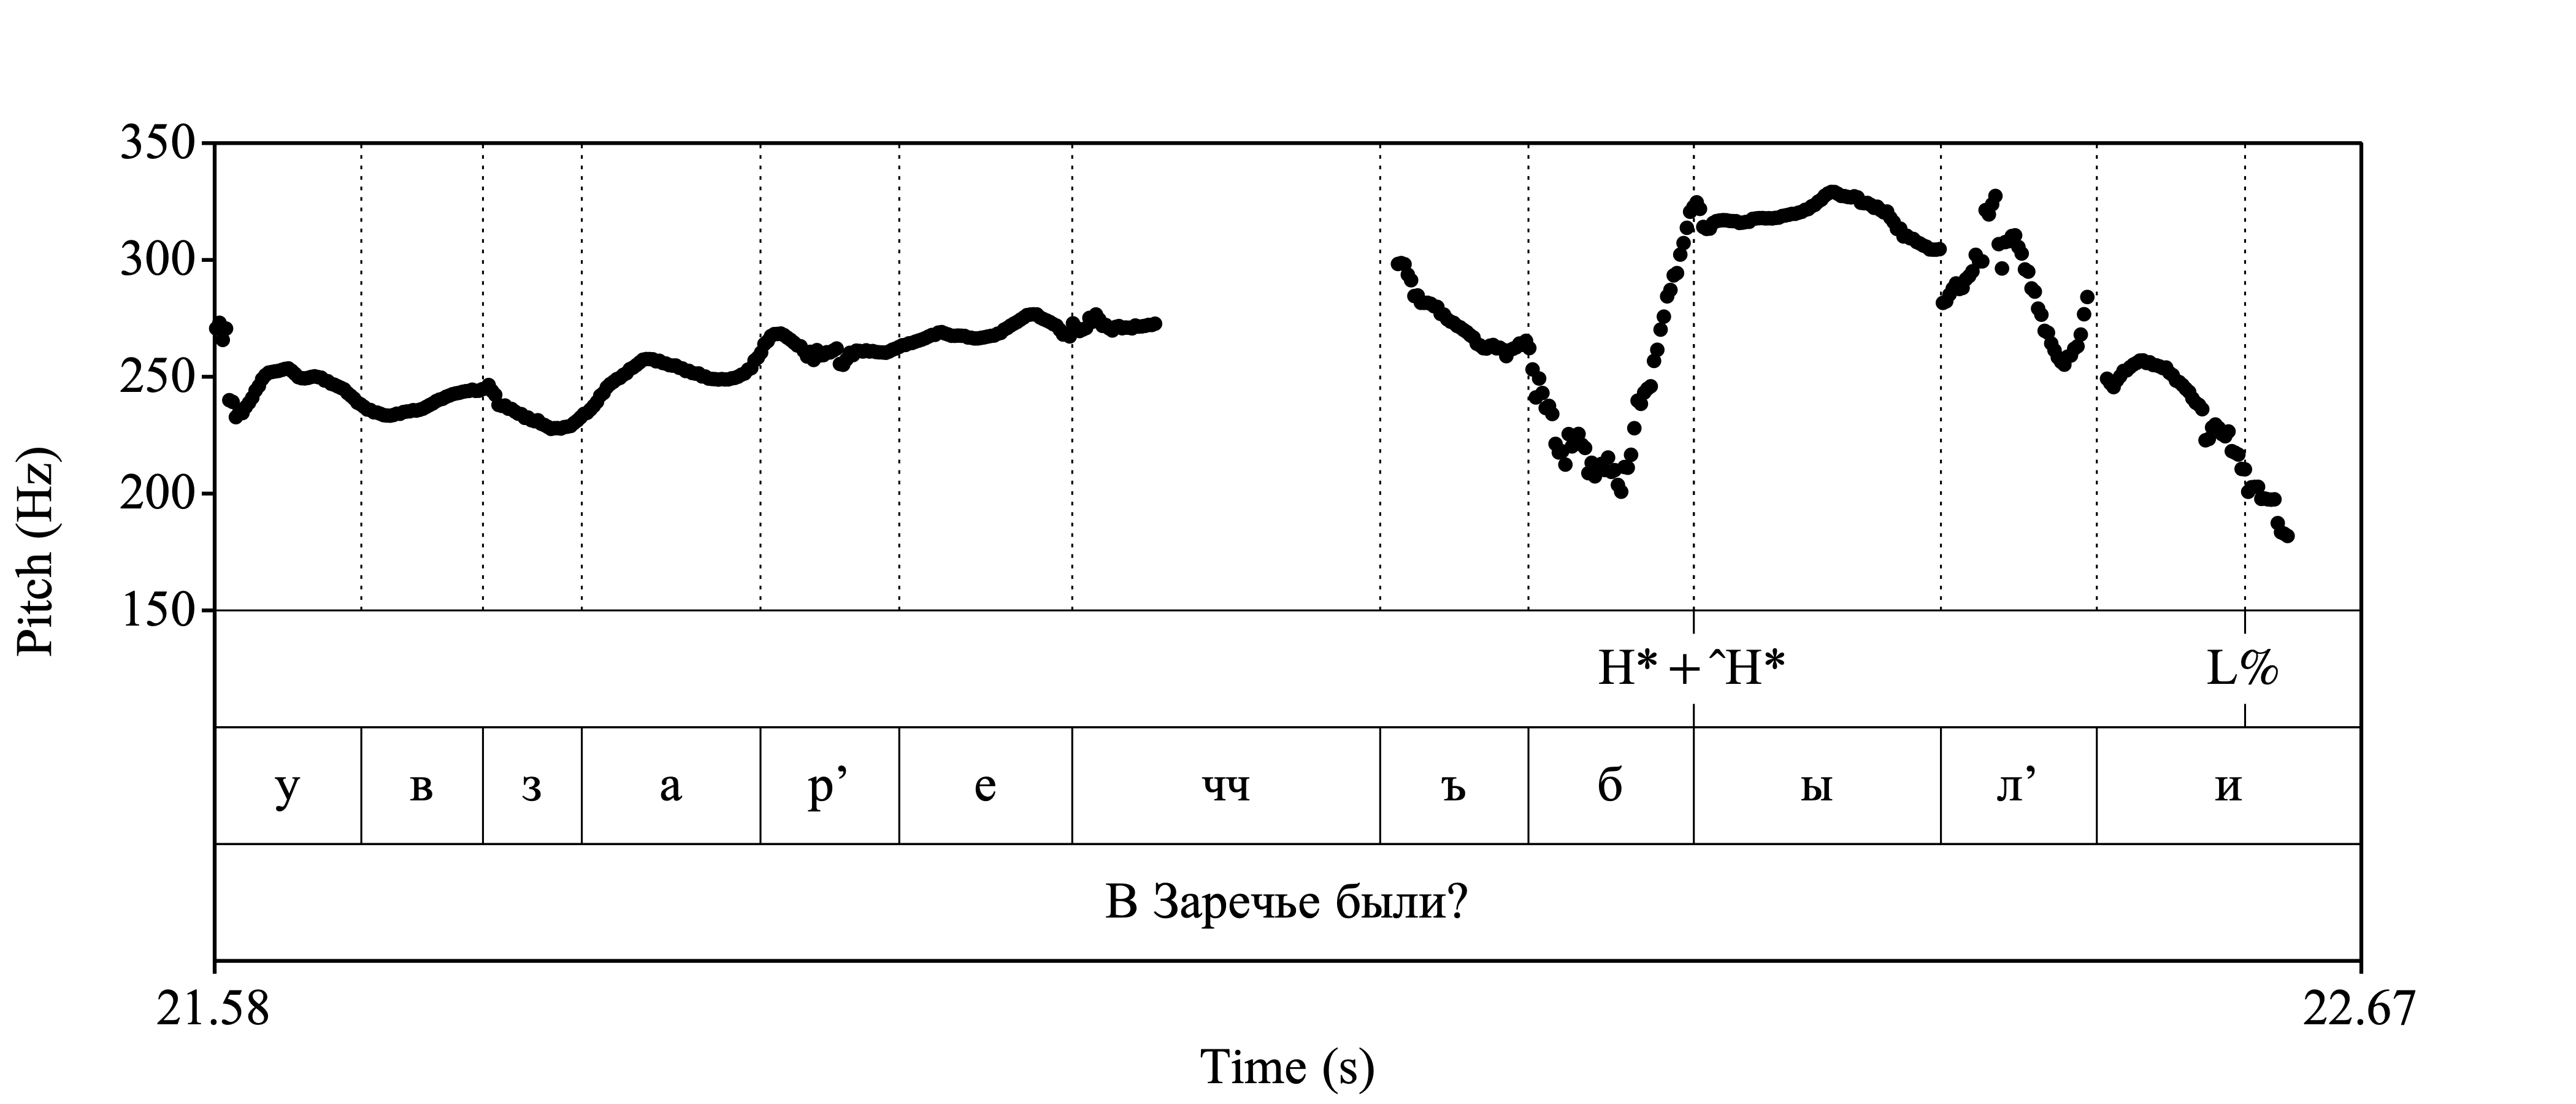 350
300
250
200
150
Pitch (Hz)
H* + ^H* L%
у в з а р’ е чч ъ б ы л’ и
В Заречье были?
21.58 22.67
Time (s)